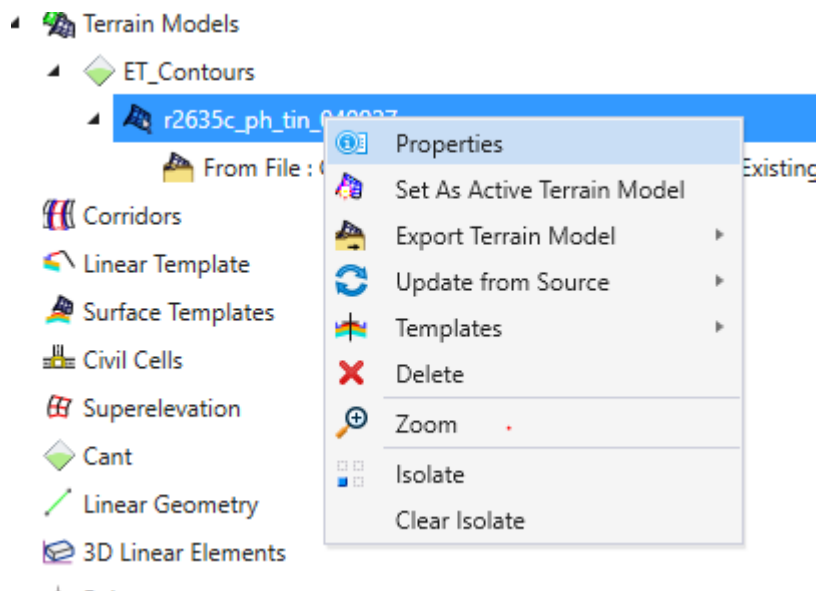 Terrain Models
ET_Contours
r2635c_ph_tin_040827
From File :
Existing
Properties
Set As Active Terrain Model
Export Terrain Model
Update from Source
Templates
Delete
Zoom
Isolate
Clear Isolate
Corridors
Linear Template
Surface Templates
Civil Cells
Superelevation
Cant
Linear Geometry
3D Linear Elements